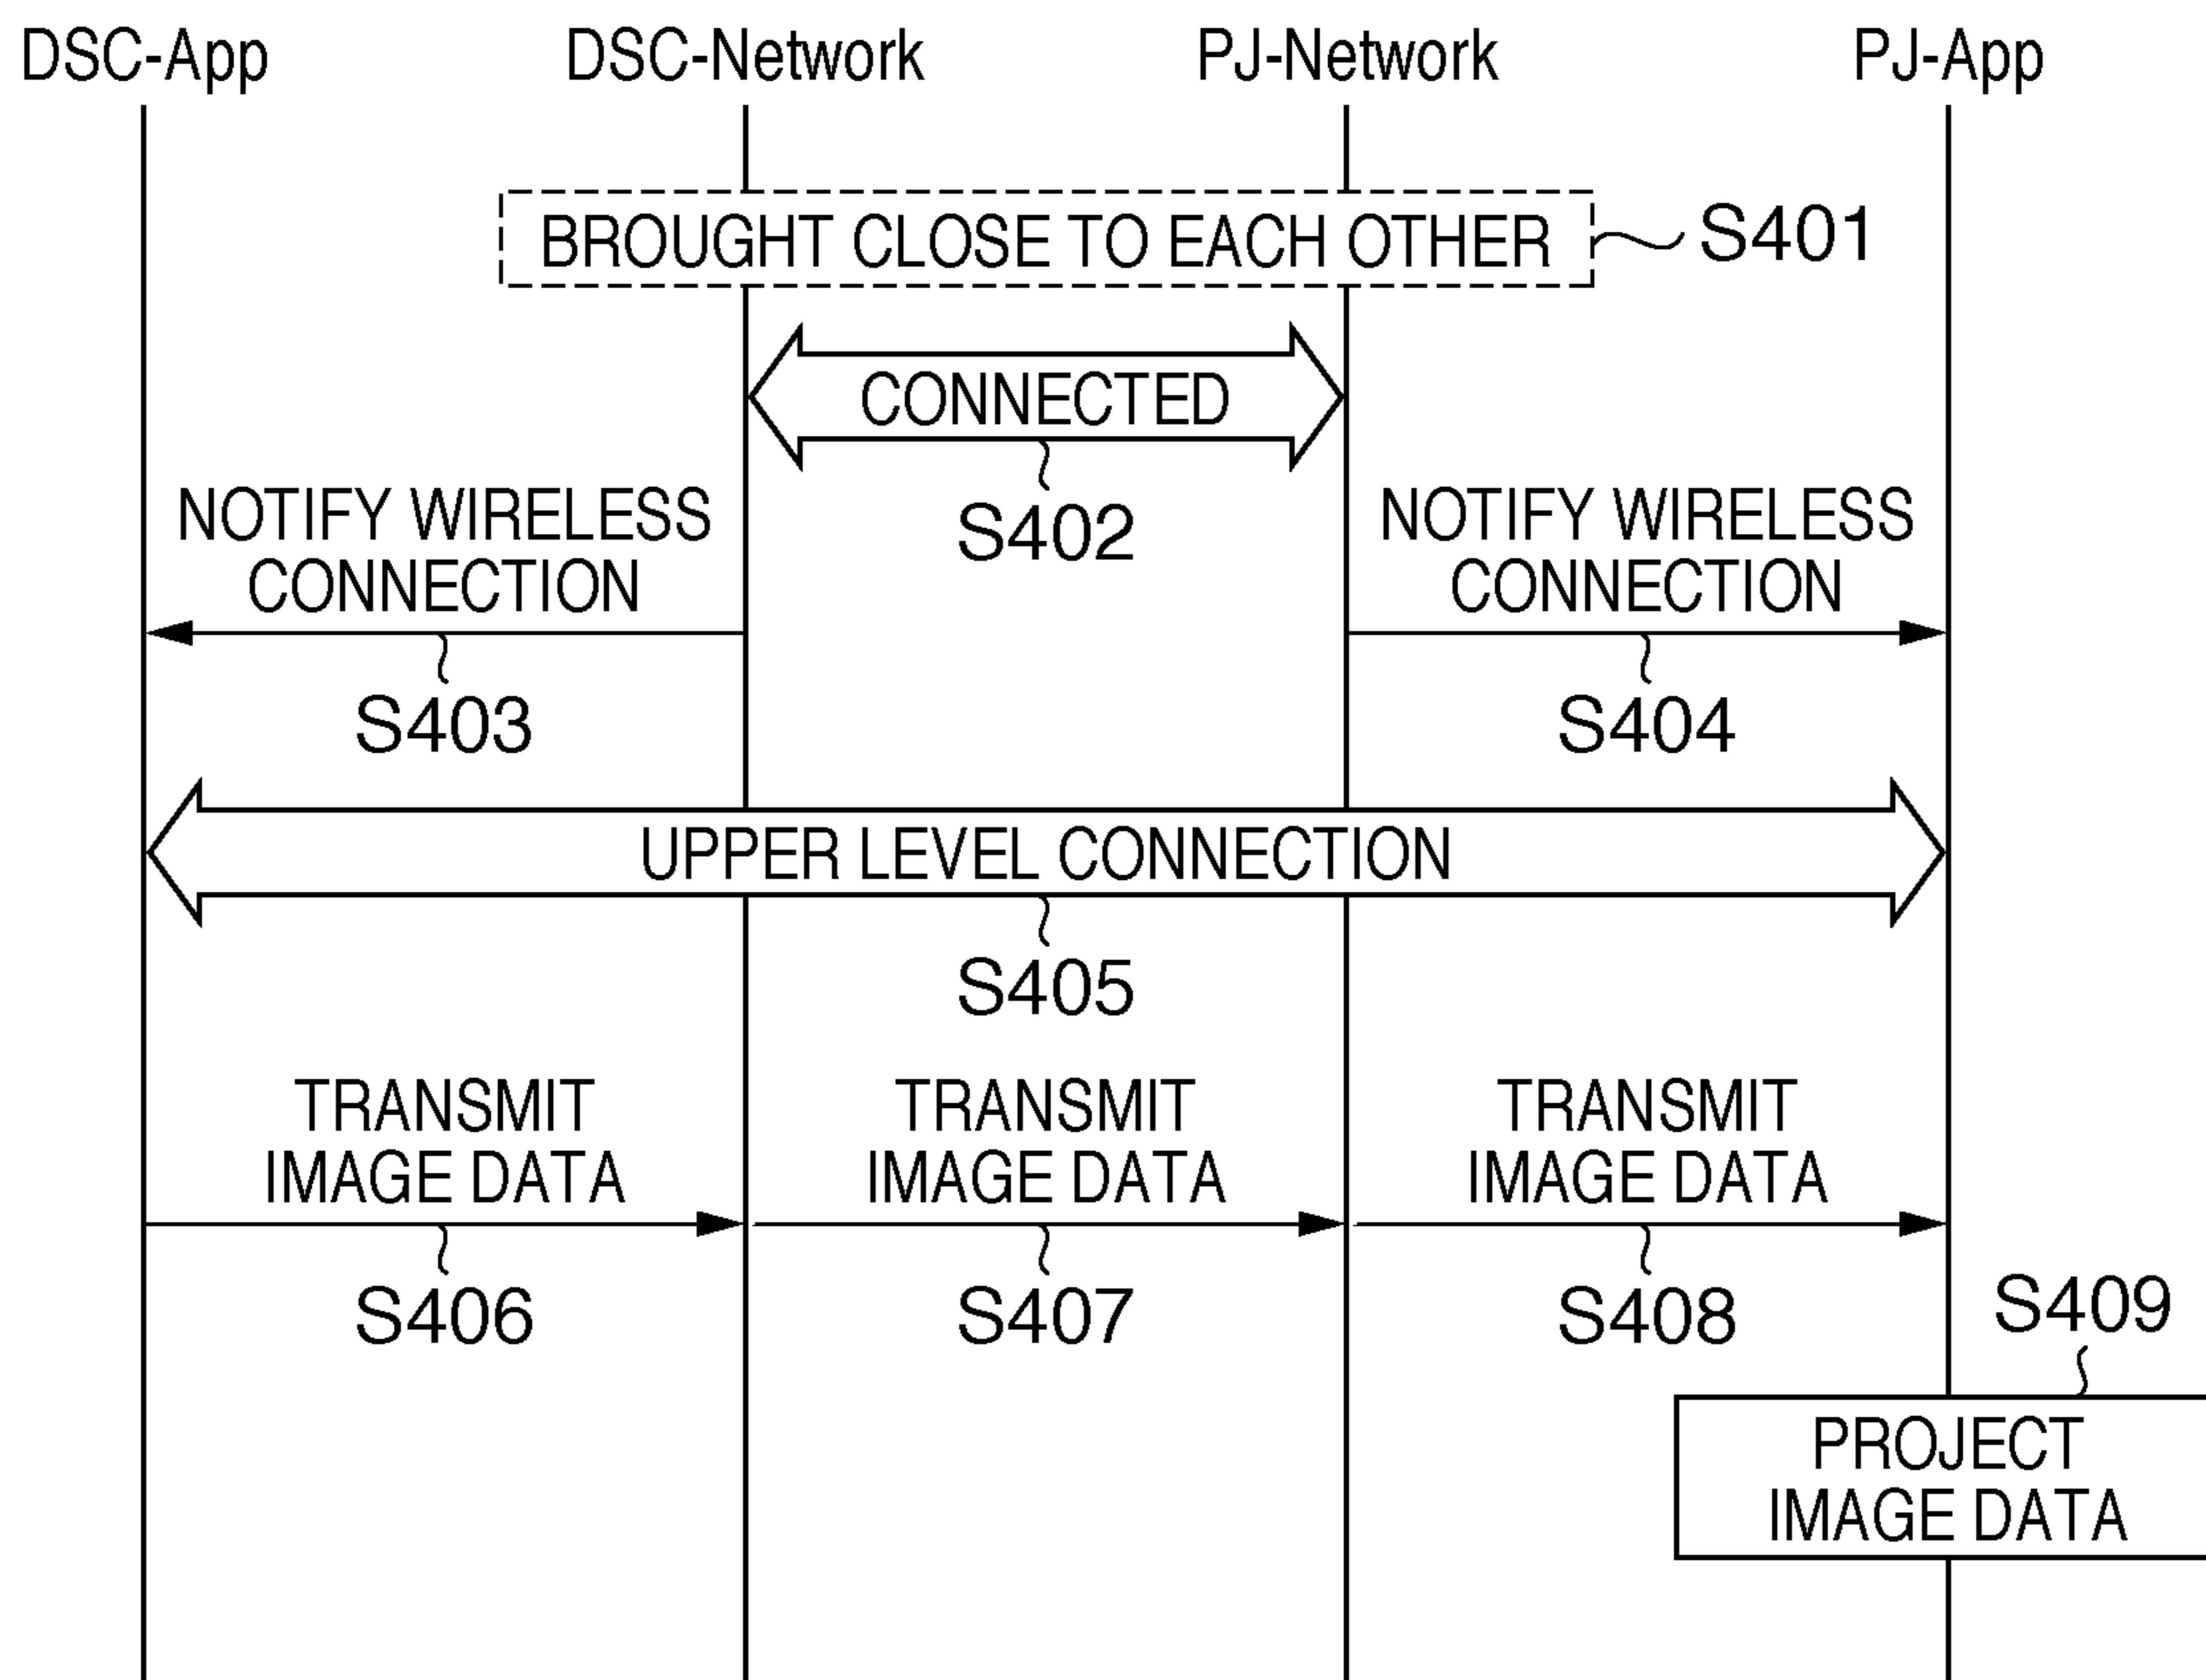 DSC-App
DSC-Network
PJ-Network
PJ-App
BROUGHT CLOSE TO EACH OTHER
S401
CONNECTED
S402
NOTIFY WIRELESS
CONNECTION
S403
NOTIFY WIRELESS
CONNECTION
S404
UPPER LEVEL CONNECTION
S405
TRANSMIT
IMAGE DATA
S406
TRANSMIT
IMAGE DATA
S407
TRANSMIT
IMAGE DATA
S408
S409
PROJECT
IMAGE DATA